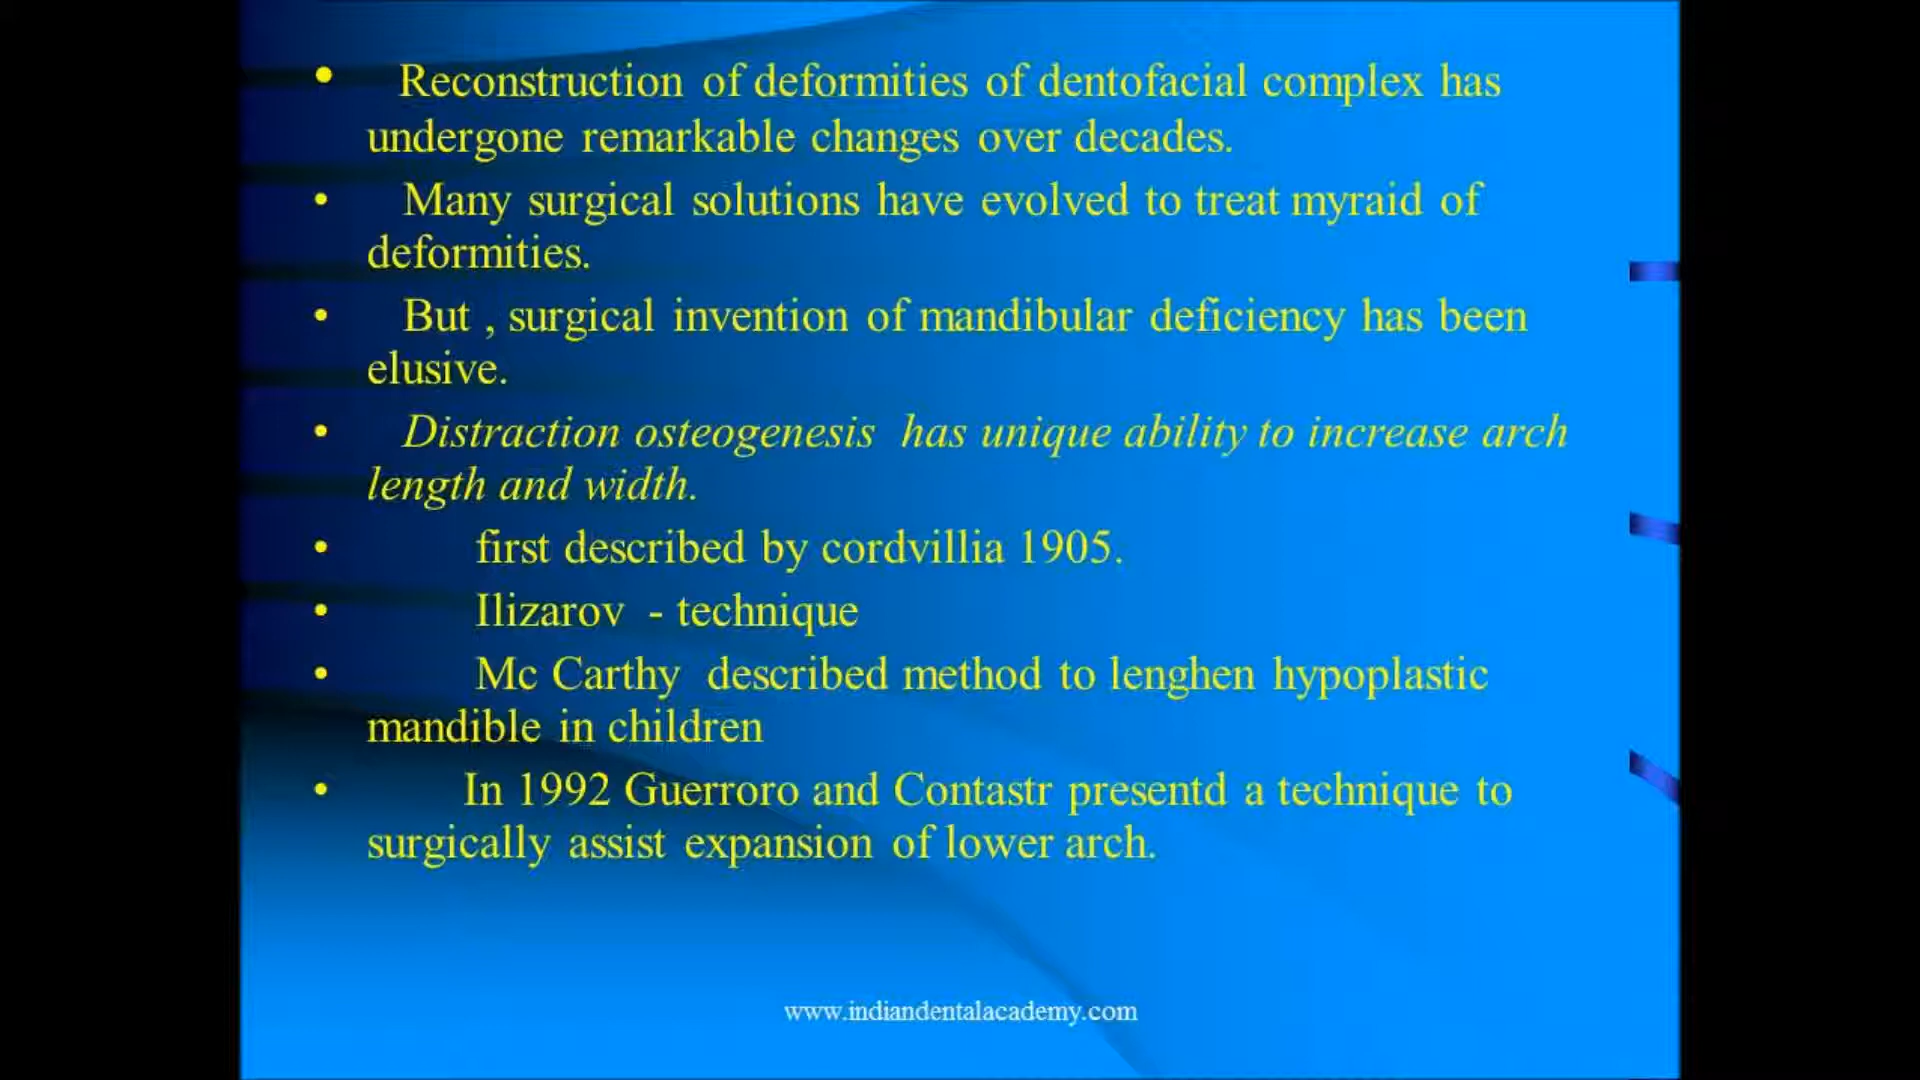 • Reconstruction of deformities of dentofacial complex has
undergone remarkable changes over decades.
• Many surgical solutions have evolved to treat myraid of
deformities.
• But , surgical invention of mandibular deficiency has been
elusive.
• Distraction osteogenesis has unique ability to increase arch
length and width.
• first described by cordvillia 1905.
• Ilizarov - technique
• Mc Carthy described method to lenghen hypoplastic
mandible in children
• In 1992 Guerroro and Contastr presentd a technique to
surgically assist expansion of lower arch.
www.indiandentalacademy.com